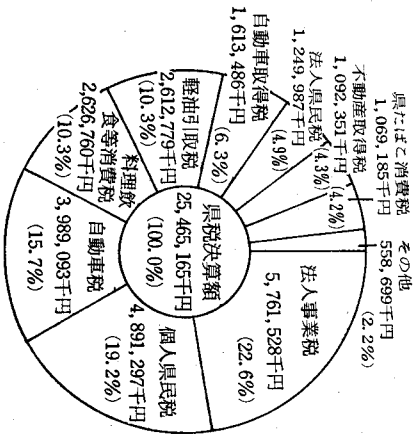 県税決算額
25,465,165千円
(100.0%)
法人事業税
5,761,528千円
(22.6%)
個人県民税
4,891,297千円
(19.2%)
自動車税
3,989,093千円
(15.7%)
料理飲
食等消費税
2,626,760千円
(10.3%)
軽油引取税
2,612,779千円
(10.3%)
自動車取得税
1,613,486千円
(6.3%)
法人県民税
1,249,987千円
(4.9%)
不動産取得税
1,092,351千円
(4.3%)
県たばこ消費税
1,069,185千円
(4.2%)
その他
558,699千円
(2.2%)